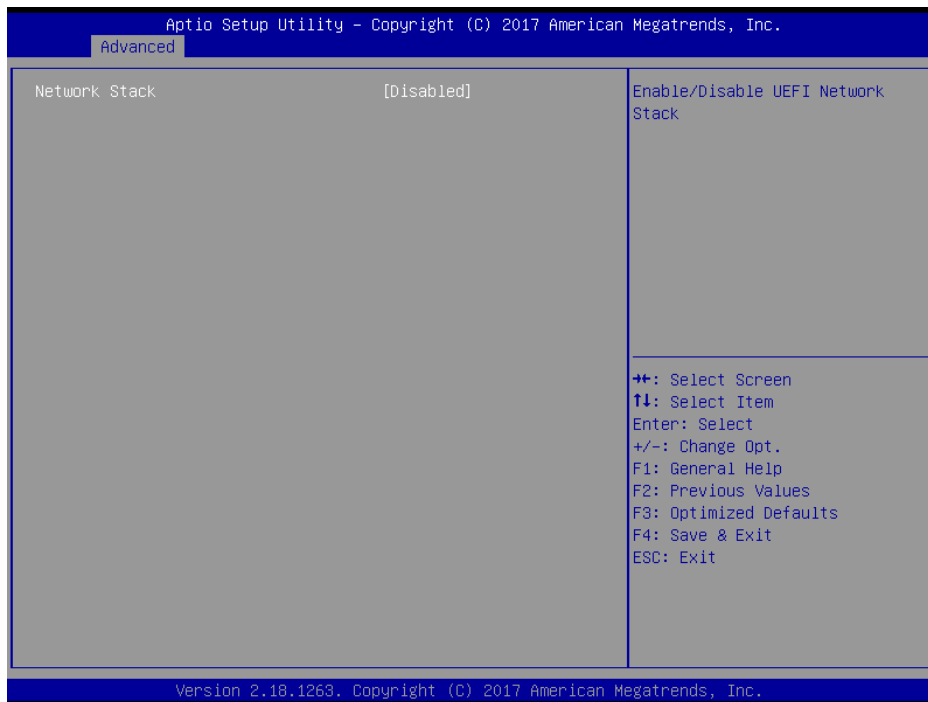 Aptio Setup Utility – Copyright (C) 2017 American Megatrends, Inc.
Advanced
Network Stack [Disabled]
Enable/Disable UEFI Network
Stack
→←: Select Screen
↑↓: Select Item
Enter: Select
+/-: Change Opt.
F1: General Help
F2: Previous Values
F3: Optimized Defaults
F4: Save & Exit
ESC: Exit
Version 2.18.1263. Copyright (C) 2017 American Megatrends, Inc.